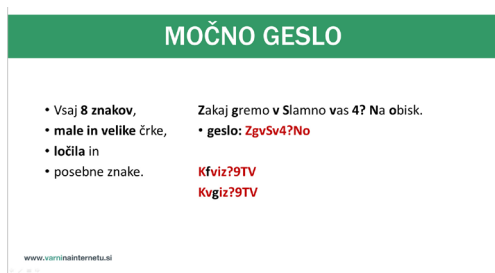 MOČNO GESLO
• Vsaj 8 znakov,
• male in velike črke,
• ločila in
• posebne znake.
Zakaj gremo v Slamno vas 4? Na obisk.
• geslo: ZgvSv4?No
Kfviz?9TV
Kvgiz?9TV
www.varninainternetu.si